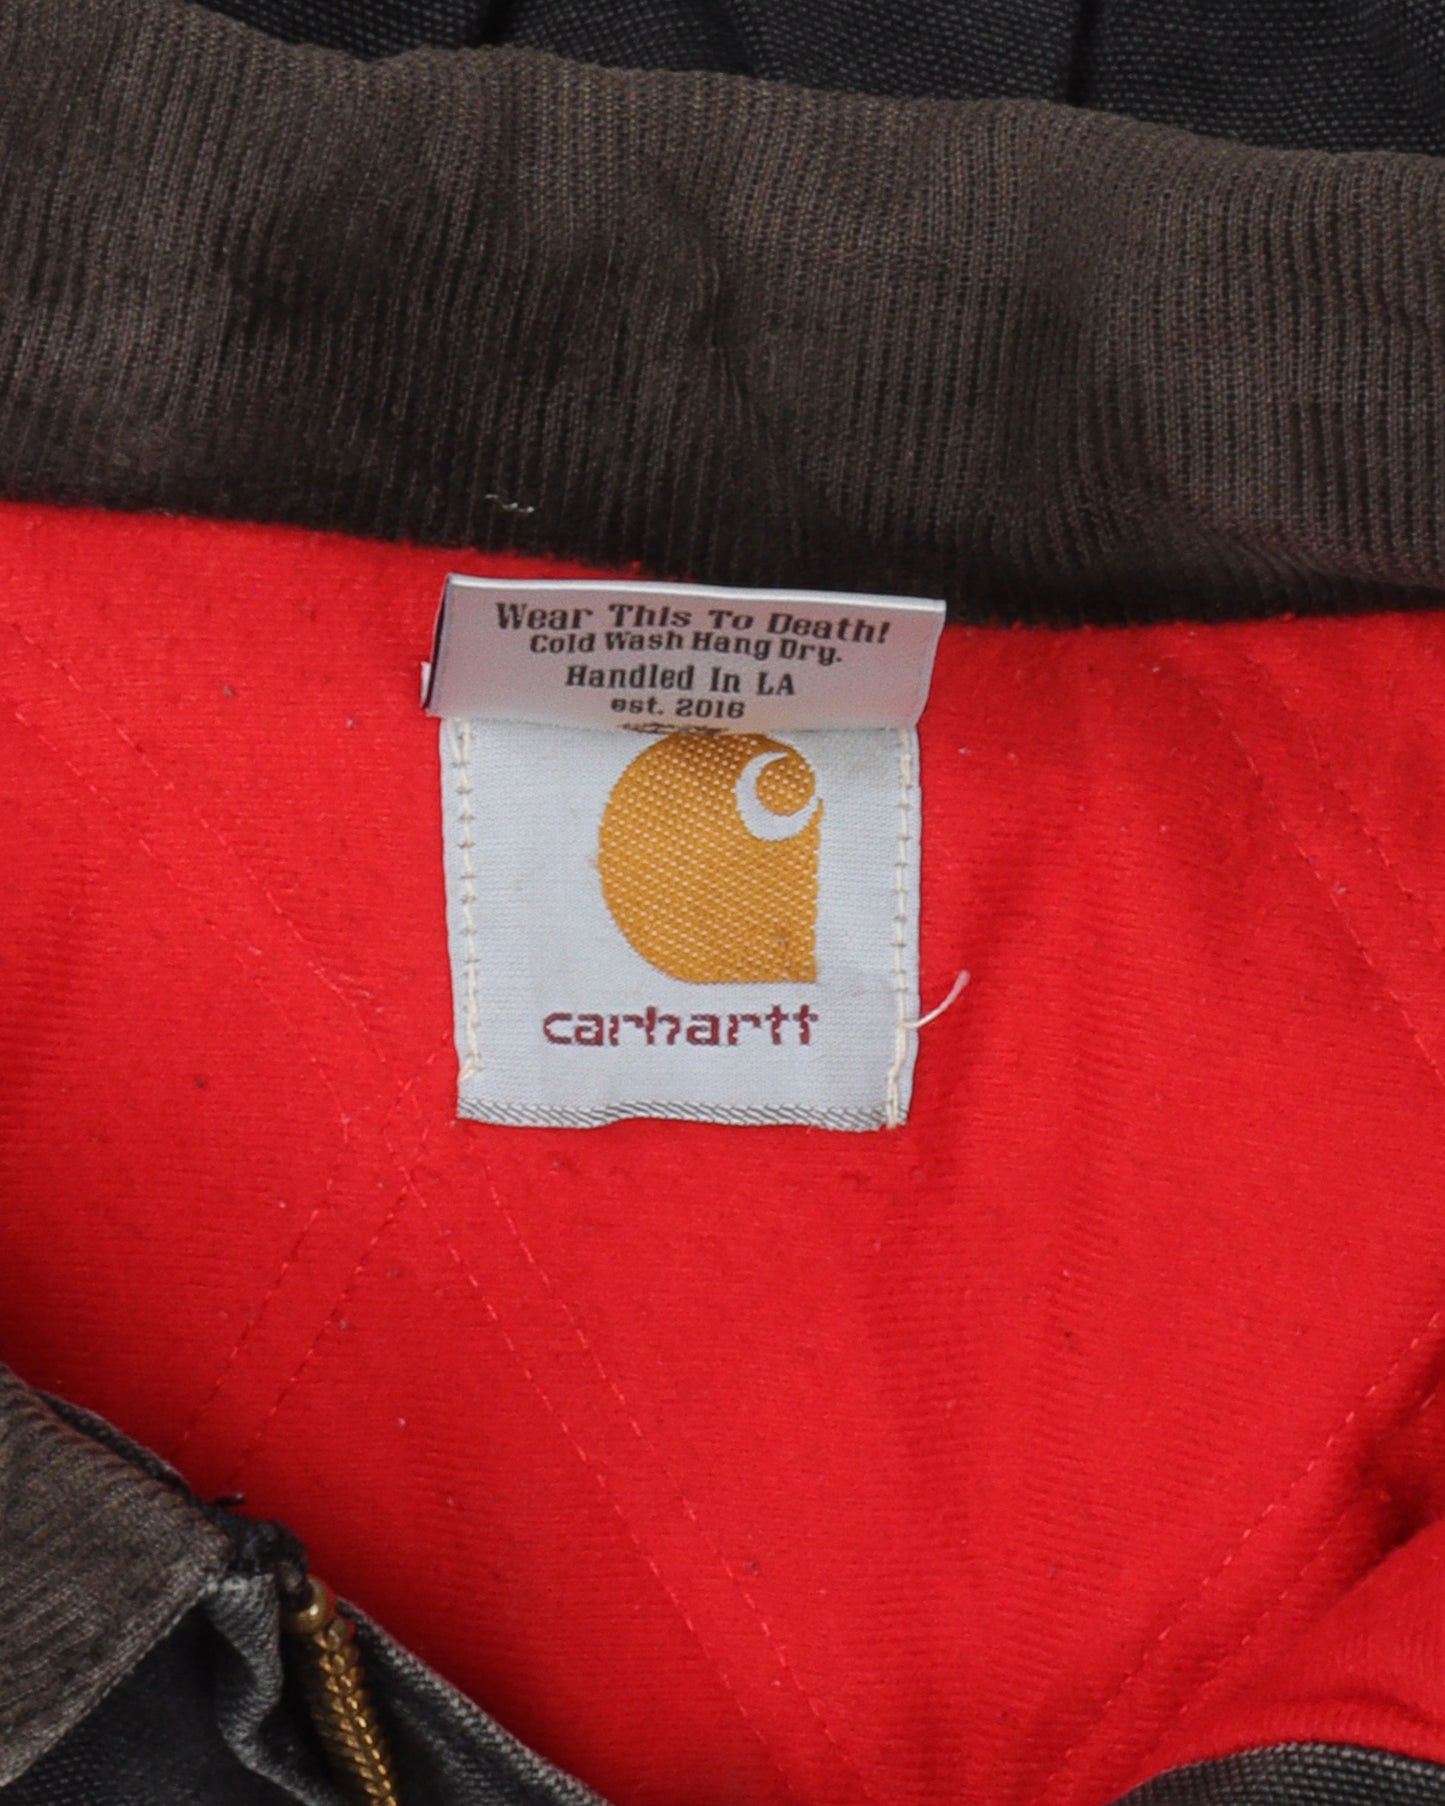 Wear This To Death!
Cold Wash Hang Dry.
Handled In LA
est. 2016
carhartt